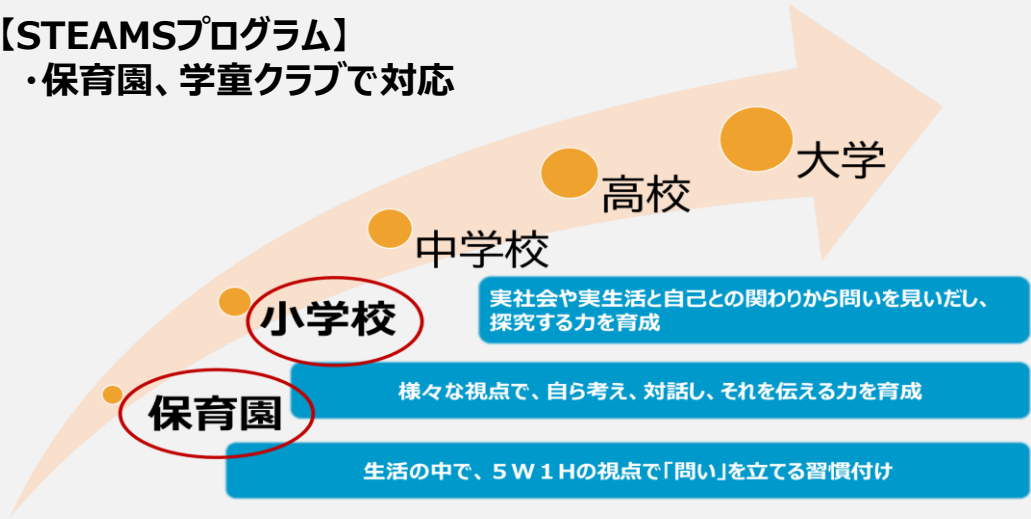 【STEAMSプログラム】
・保育園、学童クラブで対応
大学
高校
中学校
小学校
実社会や実生活と自己との関わりから問いを見いだし、
探究する力を育成
様々な視点で、自ら考え、対話し、それを伝える力を育成
保育園
生活の中で、５W１Hの視点で「問い」を立てる習慣付け